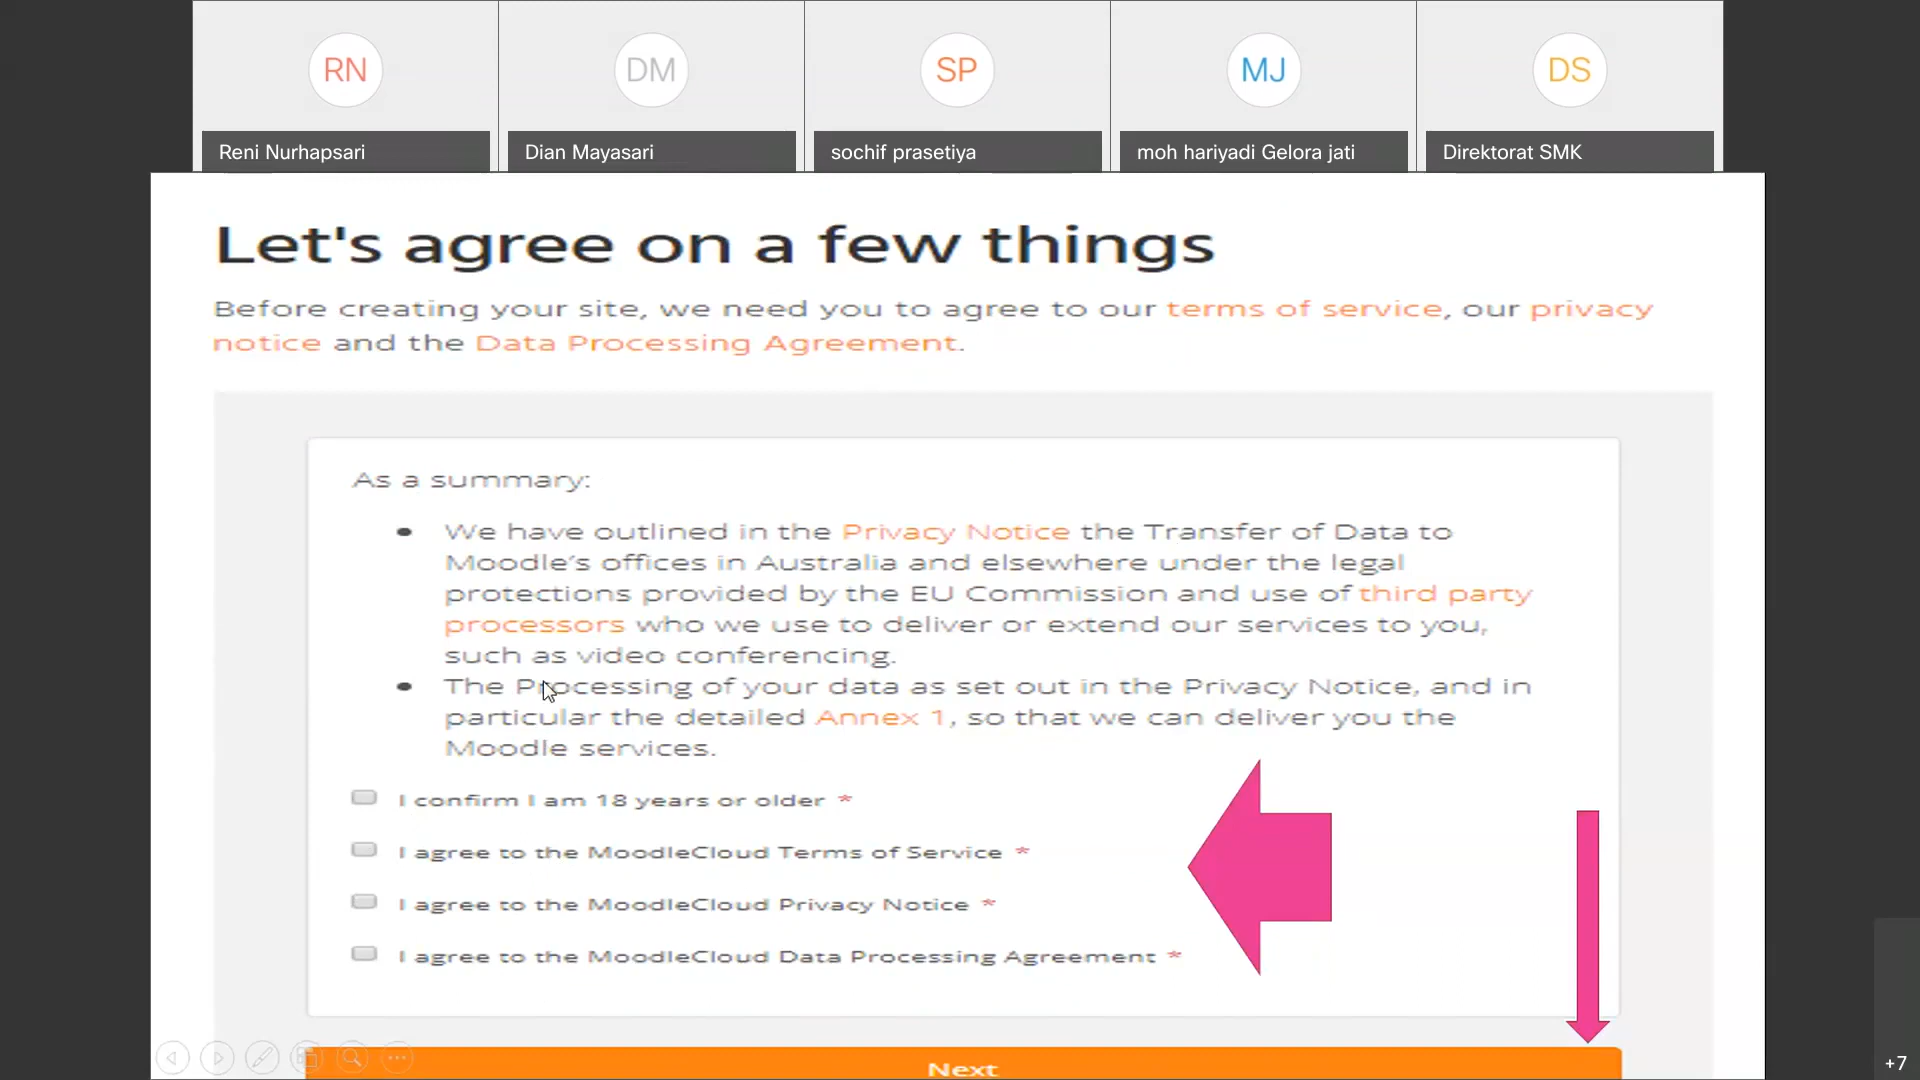 RN
DM
SP
MJ
DS
Reni Nurhapsari
Dian Mayasari
sochif prasetiya
moh hariyadi Gelora jati
Direktorat SMK
Let's agree on a few things
Before creating your site, we need you to agree to our terms of service, our privacy
notice and the Data Processing Agreement.
As a summary:
We have outlined in the Privacy Notice the Transfer of Data to
Moodle’s offices in Australia and elsewhere under the legal
protections provided by the EU Commission and use of third party
processors who we use to deliver or extend our services to you,
such as video conferencing.
The Processing of your data as set out in the Privacy Notice, and in
particular the detailed Annex 1, so that we can deliver you the
Moodle services.
I confirm I am 18 years or older *
I agree to the MoodleCloud Terms of Service *
I agree to the MoodleCloud Privacy Notice *
I agree to the MoodleCloud Data Processing Agreement *
Next
+7